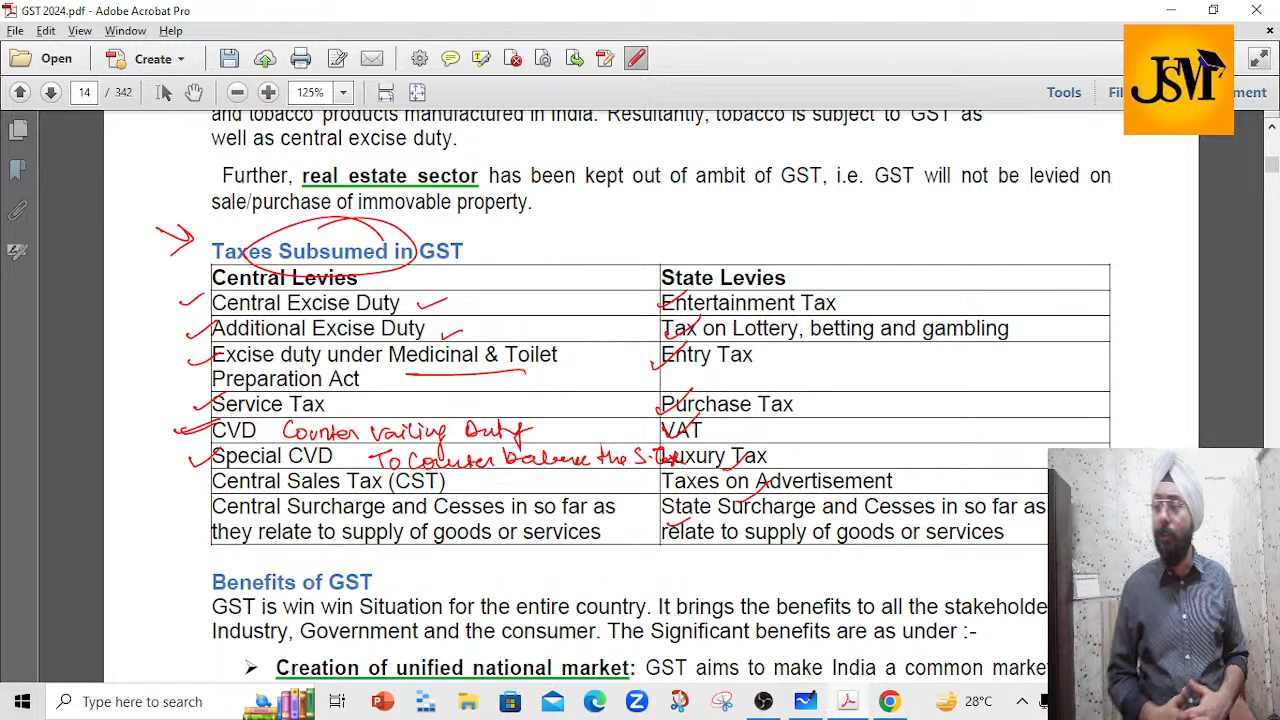 GST 2024.pdf - Adobe Acrobat Pro
File Edit View Window Help
Open Create
14 / 342 125% Tools
JSM
and tobacco products manufactured in India. Resultantly, tobacco is subject to GST as
well as central excise duty.
Further, real estate sector has been kept out of ambit of GST, i.e. GST will not be levied on
sale/purchase of immovable property.
Taxes Subsumed in GST
Central Levies State Levies
Central Excise Duty Entertainment Tax
Additional Excise Duty Tax on Lottery, betting and gambling
Excise duty under Medicinal & Toilet Entry Tax
Preparation Act
Service Tax Purchase Tax
CVD Counter vailing Duty VAT
Special CVD To Counter balance the S.Tax Luxury Tax
Central Sales Tax (CST) Taxes on Advertisement
Central Surcharge and Cesses in so far as State Surcharge and Cesses in so far as
they relate to supply of goods or services relate to supply of goods or services
Benefits of GST
GST is win win Situation for the entire country. It brings the benefits to all the
Industry, Government and the consumer. The Significant benefits are as under :-
Creation of unified national market: GST aims to make India a common market
Type here to search 28°C